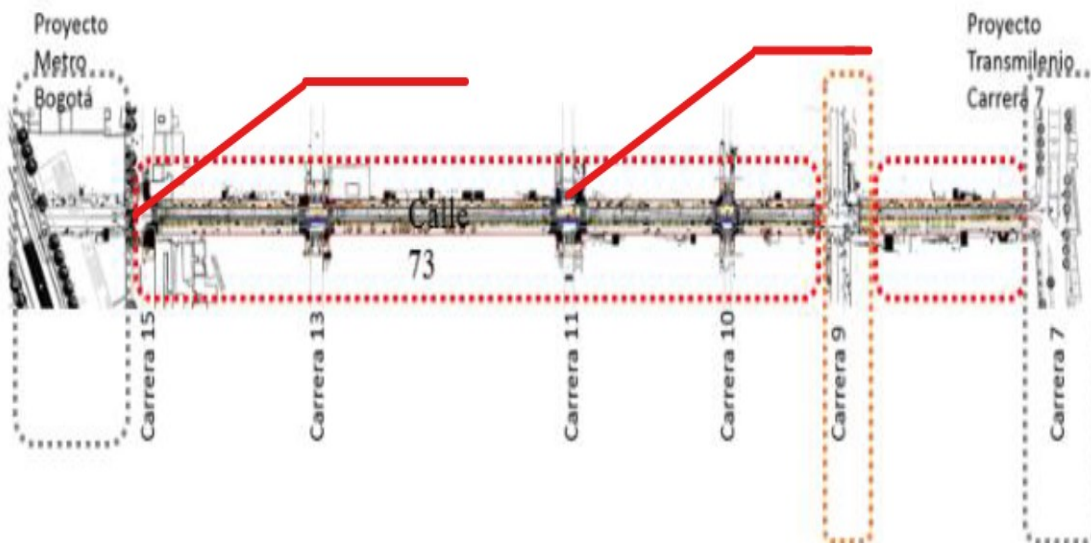 Proyecto
Metro
Bogotá
Proyecto
Transmilenio
Carrera 7
Calle
73
Carrera 15
Carrera 13
Carrera 11
Carrera 10
Carrera 9
Carrera 7